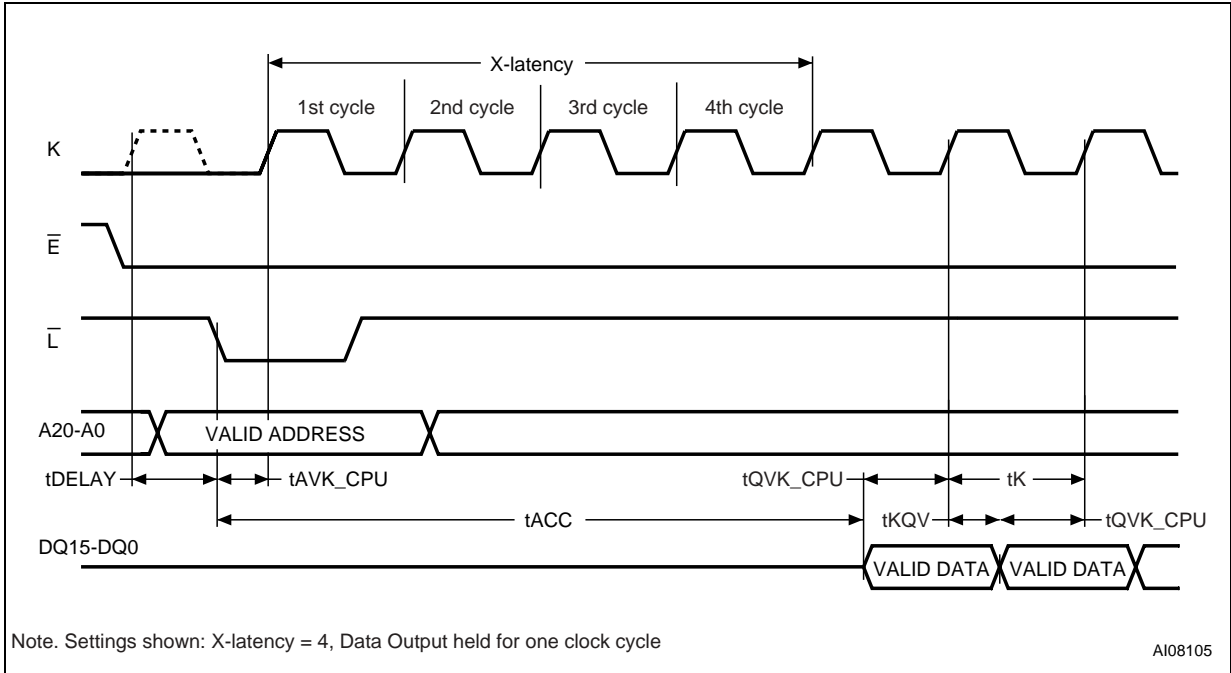 X-latency
1st cycle 2nd cycle 3rd cycle 4th cycle
K
E
L
A20-A0 VALID ADDRESS
tDELAY tAVK_CPU tQVK_CPU tK
tACC tKQV tQVK_CPU
DQ15-DQ0
VALID DATA VALID DATA
Note. Settings shown: X-latency = 4, Data Output held for one clock cycle
AI08105